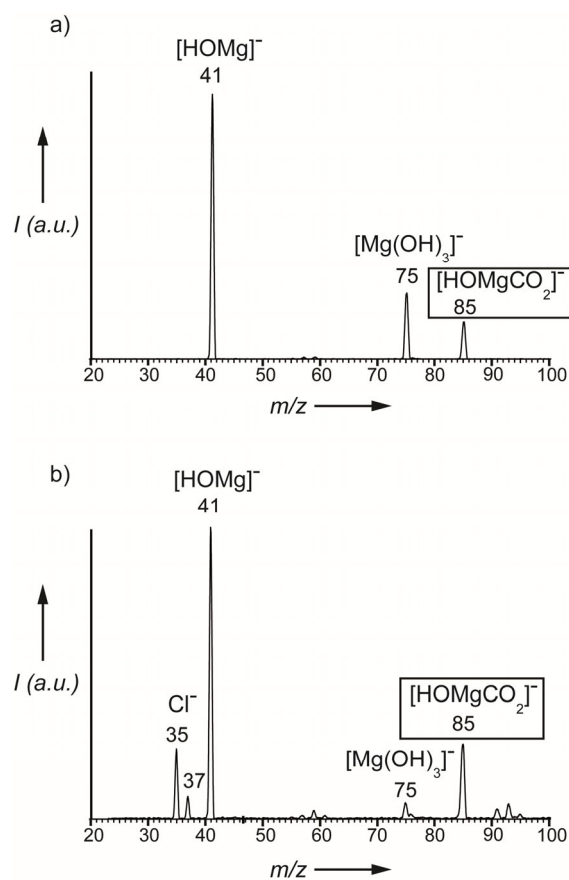 a)
[HOMg]⁻
41
I (a.u.)
[Mg(OH)₃]⁻
75
[HOMgCO₂]⁻
85
20 30 40 50 60 70 80 90 100
m/z
b)
[HOMg]⁻
41
I (a.u.)
Cl⁻
35
37
[HOMgCO₂]⁻
85
[Mg(OH)₃]⁻
75
20 30 40 50 60 70 80 90 100
m/z